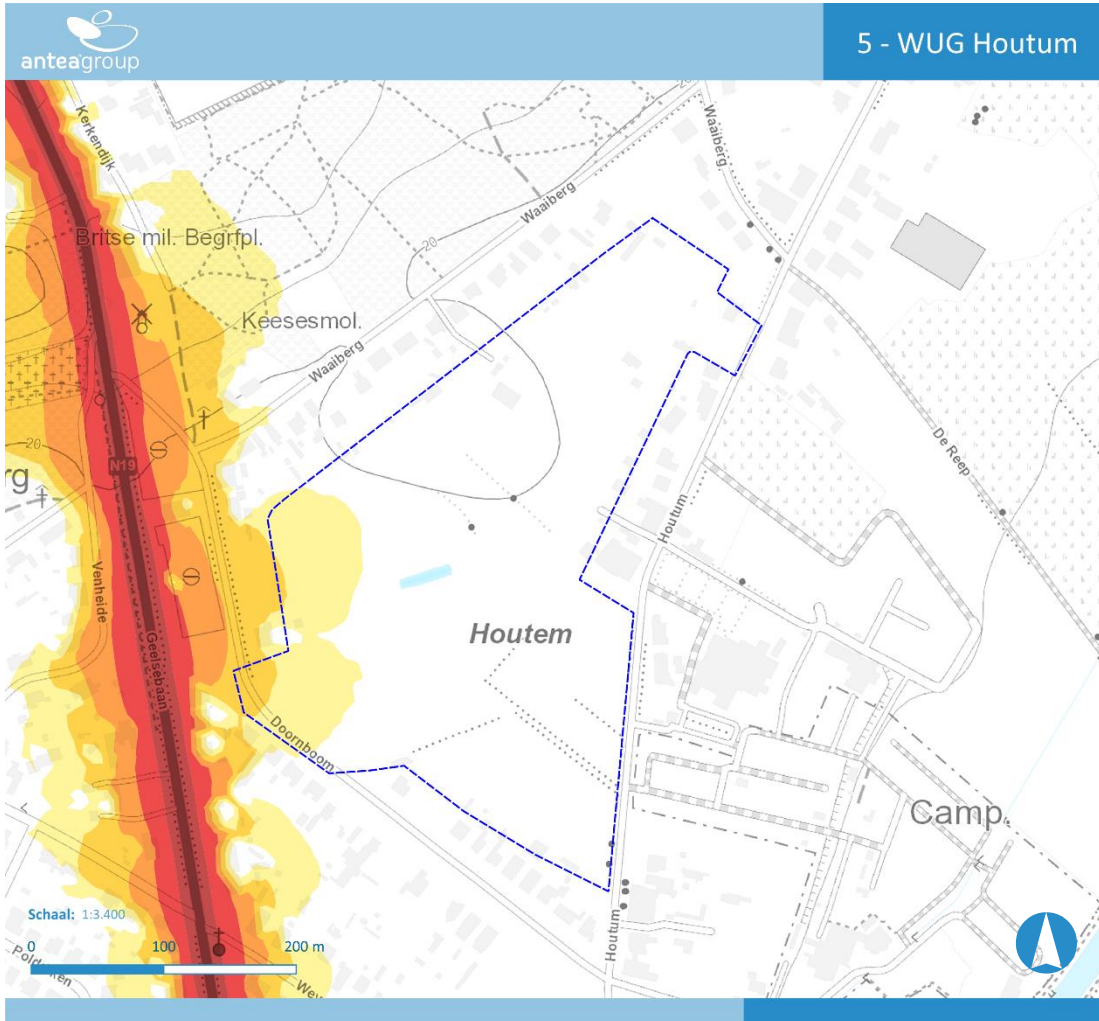 anteagroup
5 - WUG Houtum
Kerkendijk
Waaiberg
Waaiberg
Britse mil. Begrfpl.
20
Keesesmol.
Waaiberg
De Reep
20
rg
N19
Houtum
Venheide
Geelsebaan
Houtem
Doornboom
Camp.
Schaal: 1:3.400
0 100 200 m
Houtum